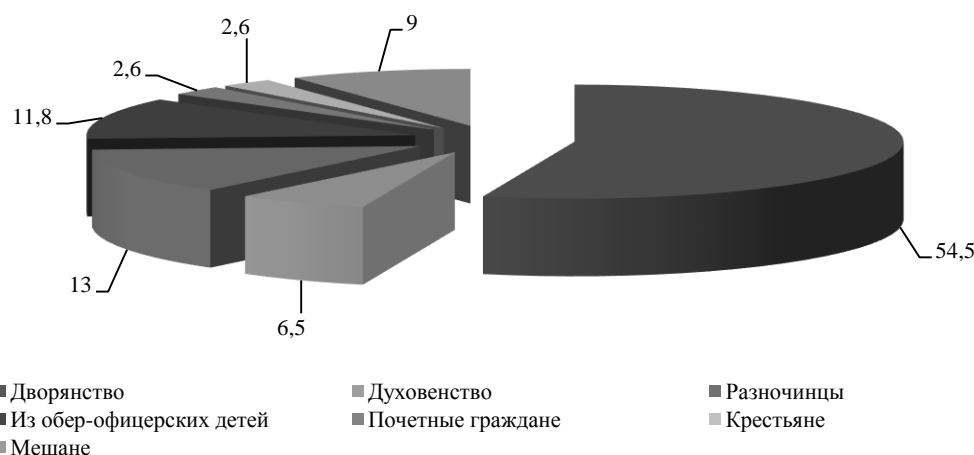 2,6
9
2,6
11,8
54,5
13
6,5
Дворянство Духовенство Разночинцы
Из обер-офицерских детей Почетные граждане Крестьяне
Мещане